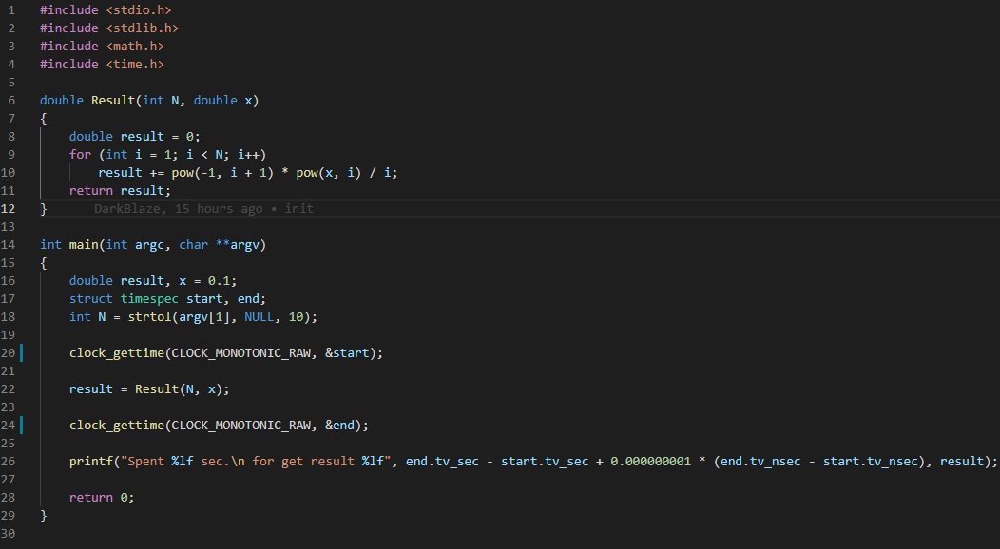 1 #include <stdio.h>
2 #include <stdlib.h>
3 #include <math.h>
4 #include <time.h>
5
6 double Result(int N, double x)
7 {
8     double result = 0;
9     for (int i = 1; i < N; i++)
10         result += pow(-1, i + 1) * pow(x, i) / i;
11     return result;
12 } DarkBlaze, 15 hours ago • init
13
14 int main(int argc, char **argv)
15 {
16     double result, x = 0.1;
17     struct timespec start, end;
18     int N = strtol(argv[1], NULL, 10);
19
20     clock_gettime(CLOCK_MONOTONIC_RAW, &start);
21
22     result = Result(N, x);
23
24     clock_gettime(CLOCK_MONOTONIC_RAW, &end);
25
26     printf("Spent %lf sec.\n for get result %lf", end.tv_sec - start.tv_sec + 0.000000001 * (end.tv_nsec - start.tv_nsec), result);
27
28     return 0;
29 }
30